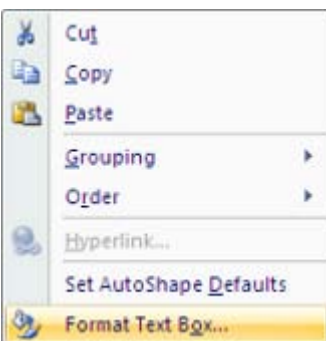 Cut
Copy
Paste
Grouping
Order
Hyperlink...
Set AutoShape Defaults
Format Text Box...